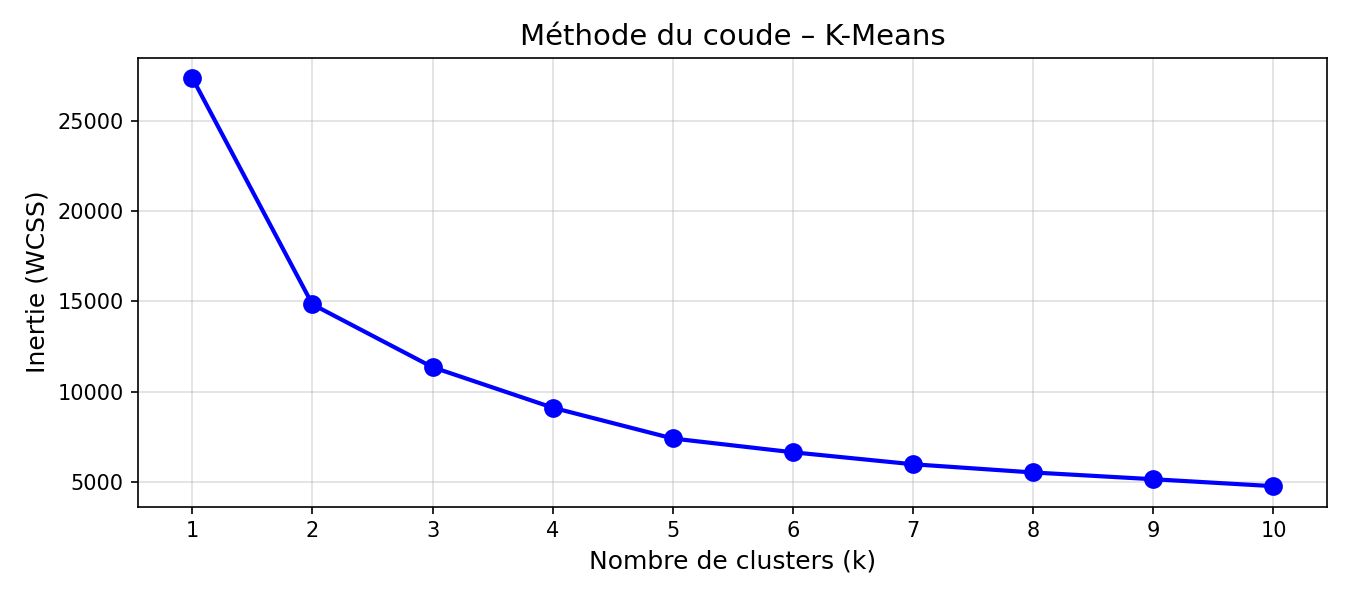 Méthode du coude – K-Means
Inertie (WCSS)
25000
20000
15000
10000
5000
1 2 3 4 5 6 7 8 9 10
Nombre de clusters (k)